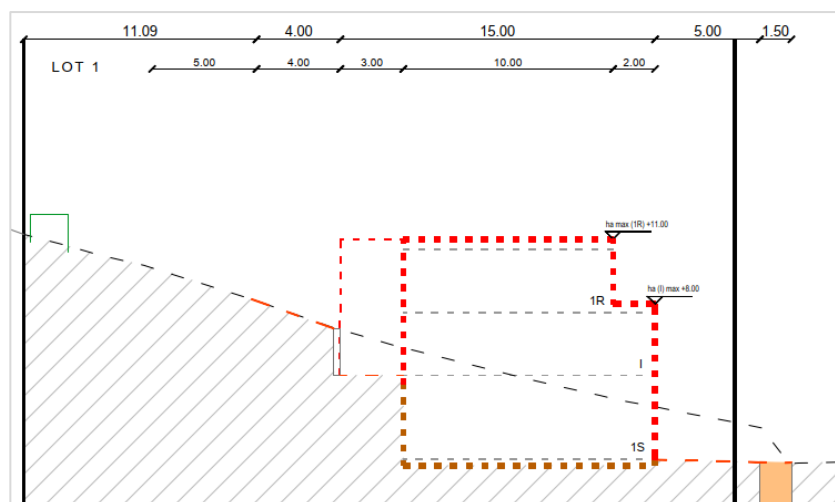 11.09 4.00 15.00 5.00 1.50
LOT 1 5.00 4.00 3.00 10.00 2.00
ha max (1R) +11.00
ha (I) max +8.00
1R
I
1S